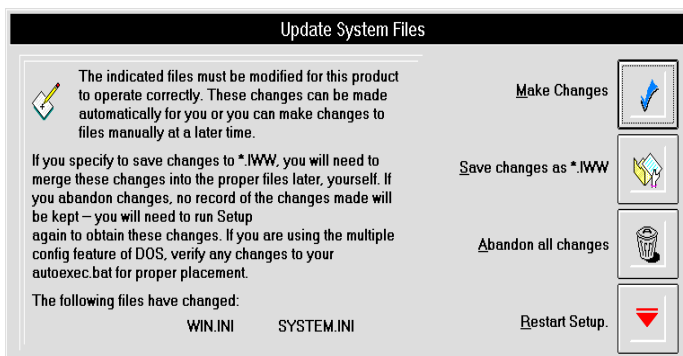 Update System Files
The indicated files must be modified for this product
to operate correctly. These changes can be made
automatically for you or you can make changes to
files manually at a later time.
If you specify to save changes to *.IWW, you will need to
merge these changes into the proper files later, yourself. If
you abandon changes, no record of the changes made will
be kept – you will need to run Setup
again to obtain these changes. If you are using the multiple
config feature of DOS, verify any changes to your
autoexec.bat for proper placement.
The following files have changed:
WIN.INI SYSTEM.INI
Make Changes
Save changes as *.IWW
Abandon all changes
Restart Setup.